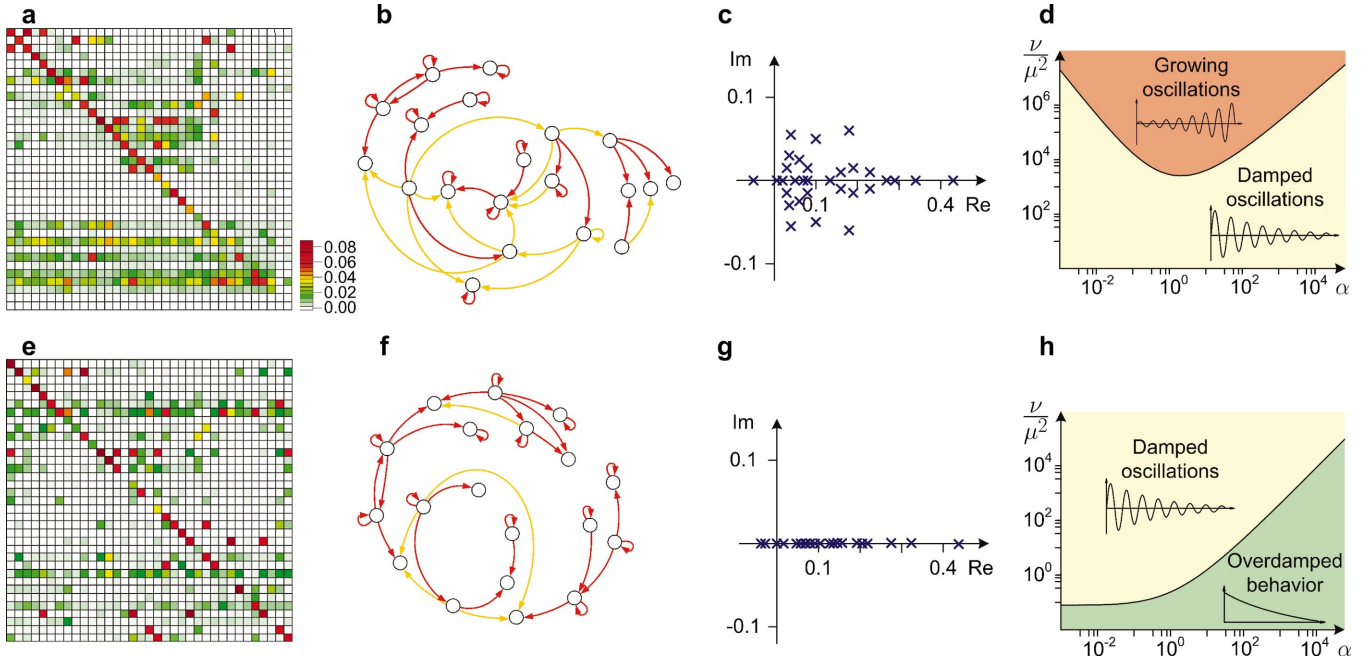 a
0.08
0.06
0.04
0.02
0.00
b
c
Im
0.1
0.1
0.4
Re
-0.1
d
ν
μ²
Growing
oscillations
10⁶
10⁴
Damped
oscillations
10²
10⁻²
10⁰
10²
10⁴
α
e
f
g
Im
0.1
0.1
0.4
Re
-0.1
h
ν
μ²
Damped
oscillations
10⁴
10²
10⁰
Overdamped
behavior
10⁻²
10⁰
10²
10⁴
α